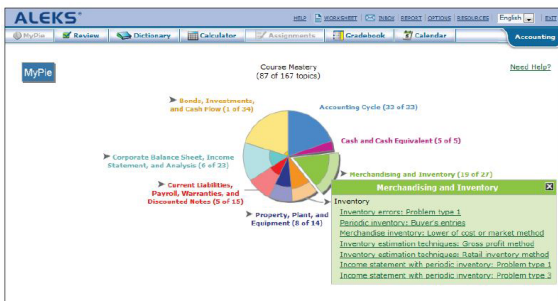 ALEKS®
HELP | WORKSHEET | INBOX REPORT | OPTIONS RESOURCES English | EXIT
MyPie Review Dictionary Calculator Assignments Gradebook Calendar Accounting
MyPie
Course Mastery
(87 of 167 topics)
Need Help?
Bonds, Investments,
and Cash Flow (1 of 34)
Accounting Cycle (33 of 33)
Cash and Cash Equivalent (5 of 5)
Corporate Balance Sheet, Income
Statement, and Analysis (6 of 23)
Merchandising and Inventory (19 of 27)
Current Liabilities,
Payroll, Warranties, and
Discounted Notes (5 of 15)
Property, Plant, and
Equipment (8 of 14)
Merchandising and Inventory
Inventory
Inventory errors: Problem type 1
Periodic inventory: Buyer's entries
Merchandise inventory: Lower of cost or market method
Inventory estimation techniques: Gross profit method
Inventory estimation techniques: Retail inventory method
Income statement with periodic inventory: Problem type 1
Income statement with periodic inventory: Problem type 3